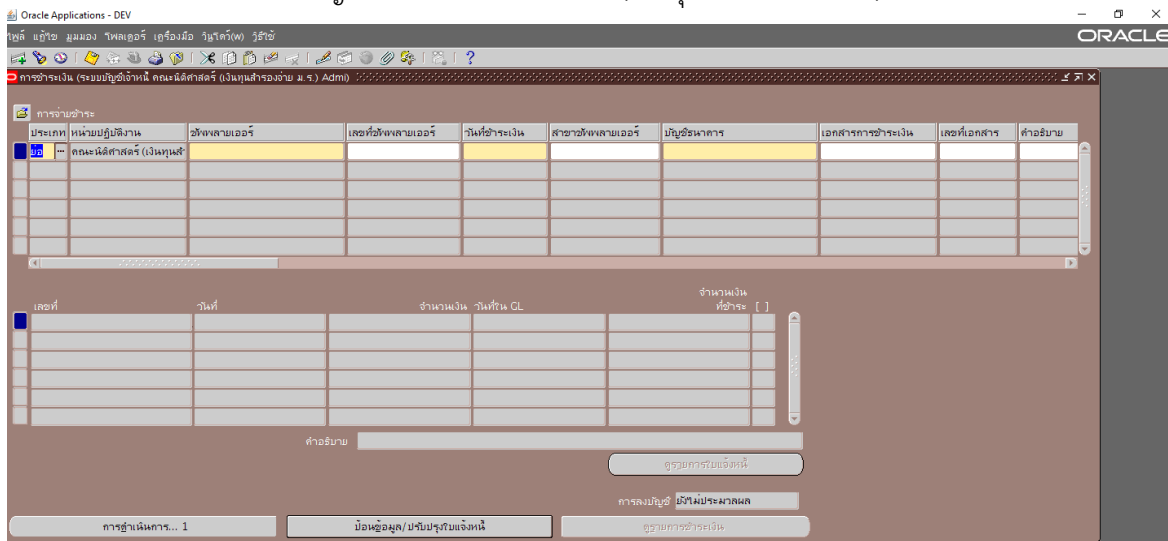 Oracle Applications - DEV
ไฟล์ แก้ไข มุมมอง โฟลเดอร์ เครื่องมือ วินโดว์(w) วิธีใช้
ORACLE
การชำระเงิน (ระบบบัญชีเจ้าหนี้ คณะนิติศาสตร์ (เงินทุนสำรองจ่าย ม.ร.) Admi)
การจ่ายชำระ
ประเภท หน่วยปฏิบัติงาน ซัพพลายเออร์ เลขที่ซัพพลายเออร์ วันที่ชำระเงิน สาขาซัพพลายเออร์ บัญชีธนาคาร เอกสารการชำระเงิน เลขที่เอกสาร คำอธิบาย
ย่อ ... คณะนิติศาสตร์ (เงินทุนสำ
จำนวนเงิน
เลขที่ วันที่ จำนวนเงิน วันที่ใน GL ที่ชำระ [ ]
คำอธิบาย
ดูรายการใบแจ้งหนี้
การลงบัญชี ยังไม่ประมวลผล
การดำเนินการ... 1 ป้อนข้อมูล/ปรับปรุงใบแจ้งหนี้ ดูรายการชำระเงิน